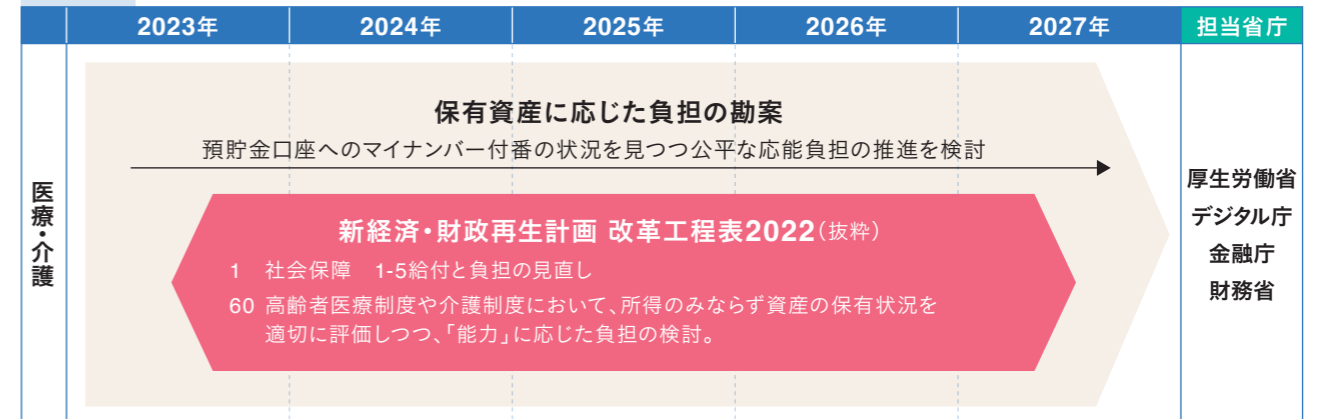 2023年 2024年 2025年 2026年 2027年 担当省庁
医療・介護
保有資産に応じた負担の勘案
預貯金口座へのマイナンバー付番の状況を見つつ公平な応能負担の推進を検討
新経済・財政再生計画 改革工程表2022(抜粋)
1 社会保障 1-5給付と負担の見直し
60 高齢者医療制度や介護制度において、所得のみならず資産の保有状況を
適切に評価しつつ、「能力」に応じた負担の検討。
厚生労働省
デジタル庁
金融庁
財務省